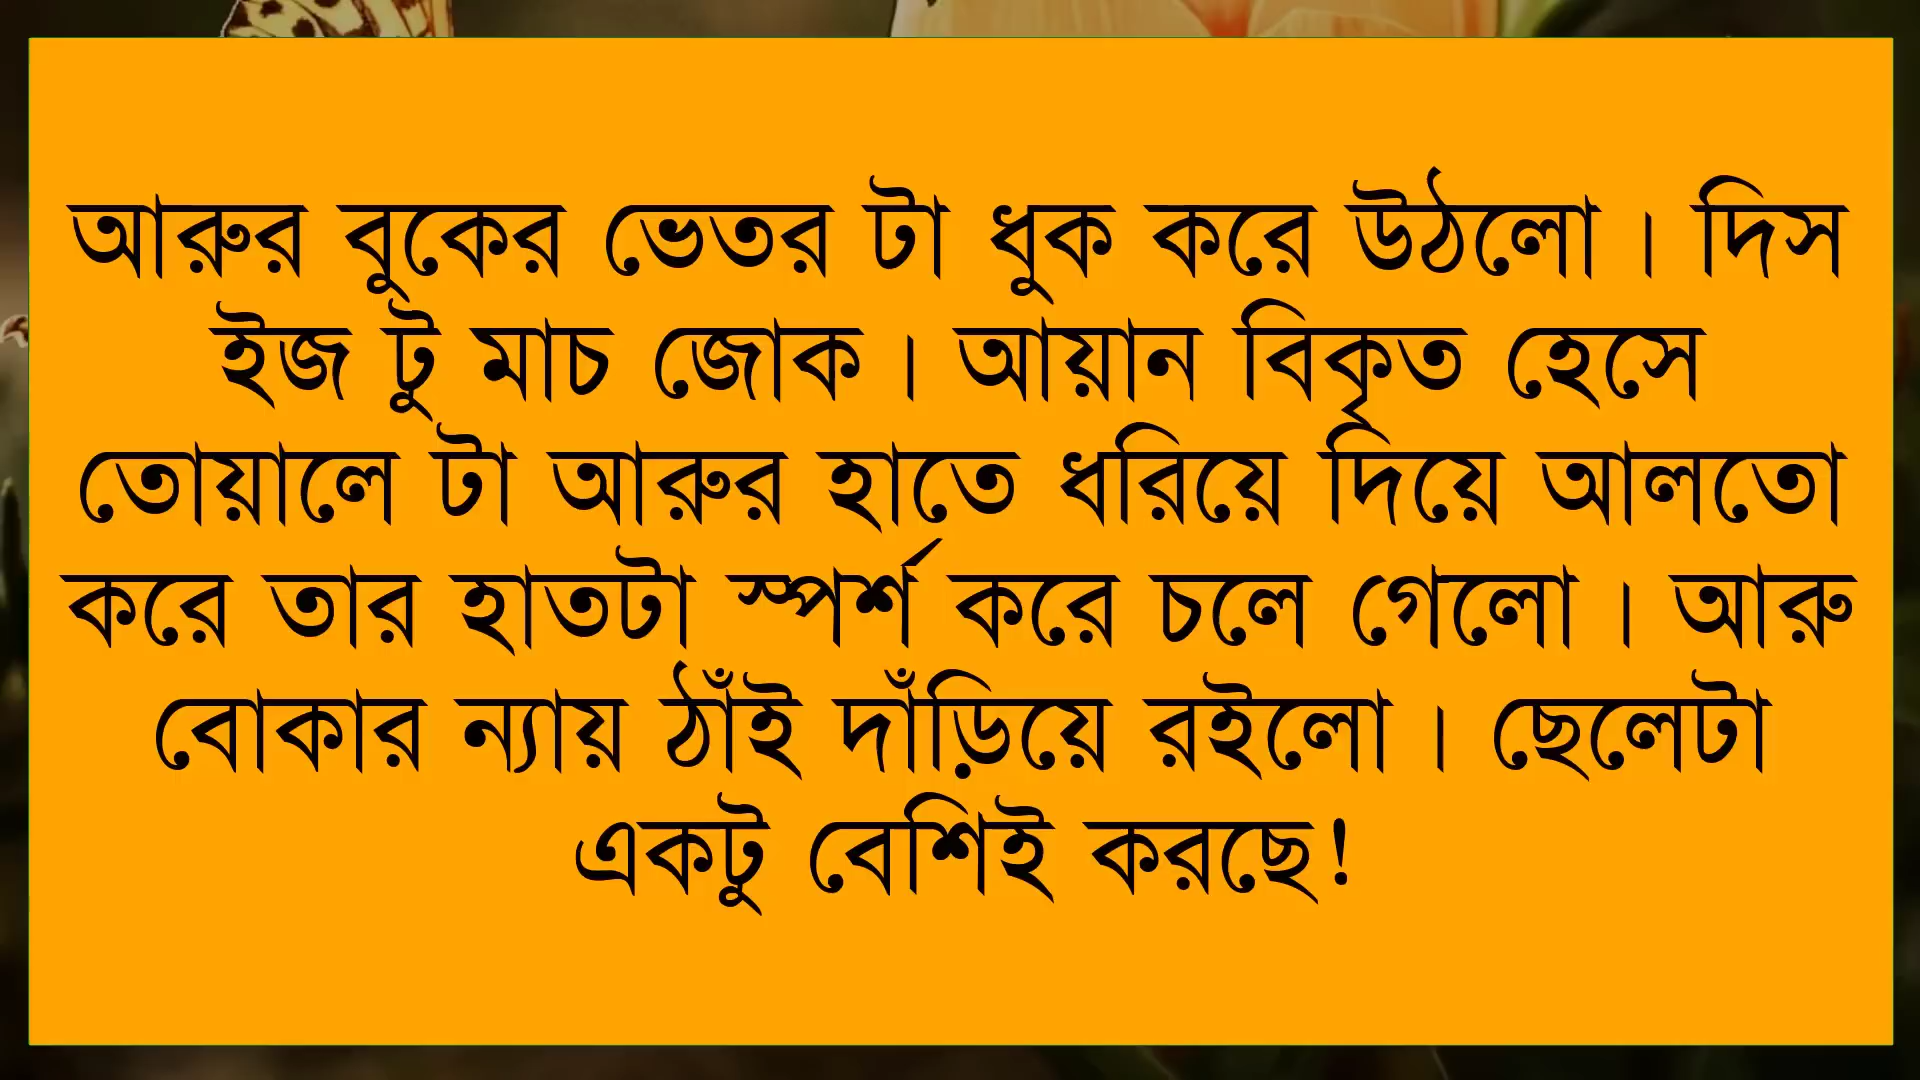 আরুর বুকের ভেতর টা ধুক করে উঠলো । দিস
ইজ টু মাচ জোক । আয়ান বিকৃত হেসে
তোয়ালে টা আরুর হাতে ধরিয়ে দিয়ে আলতো
করে তার হাতটা স্পর্শ করে চলে গেলো । আরু
বোকার ন্যায় ঠাঁই দাঁড়িয়ে রইলো । ছেলেটা
একটু বেশিই করছে!